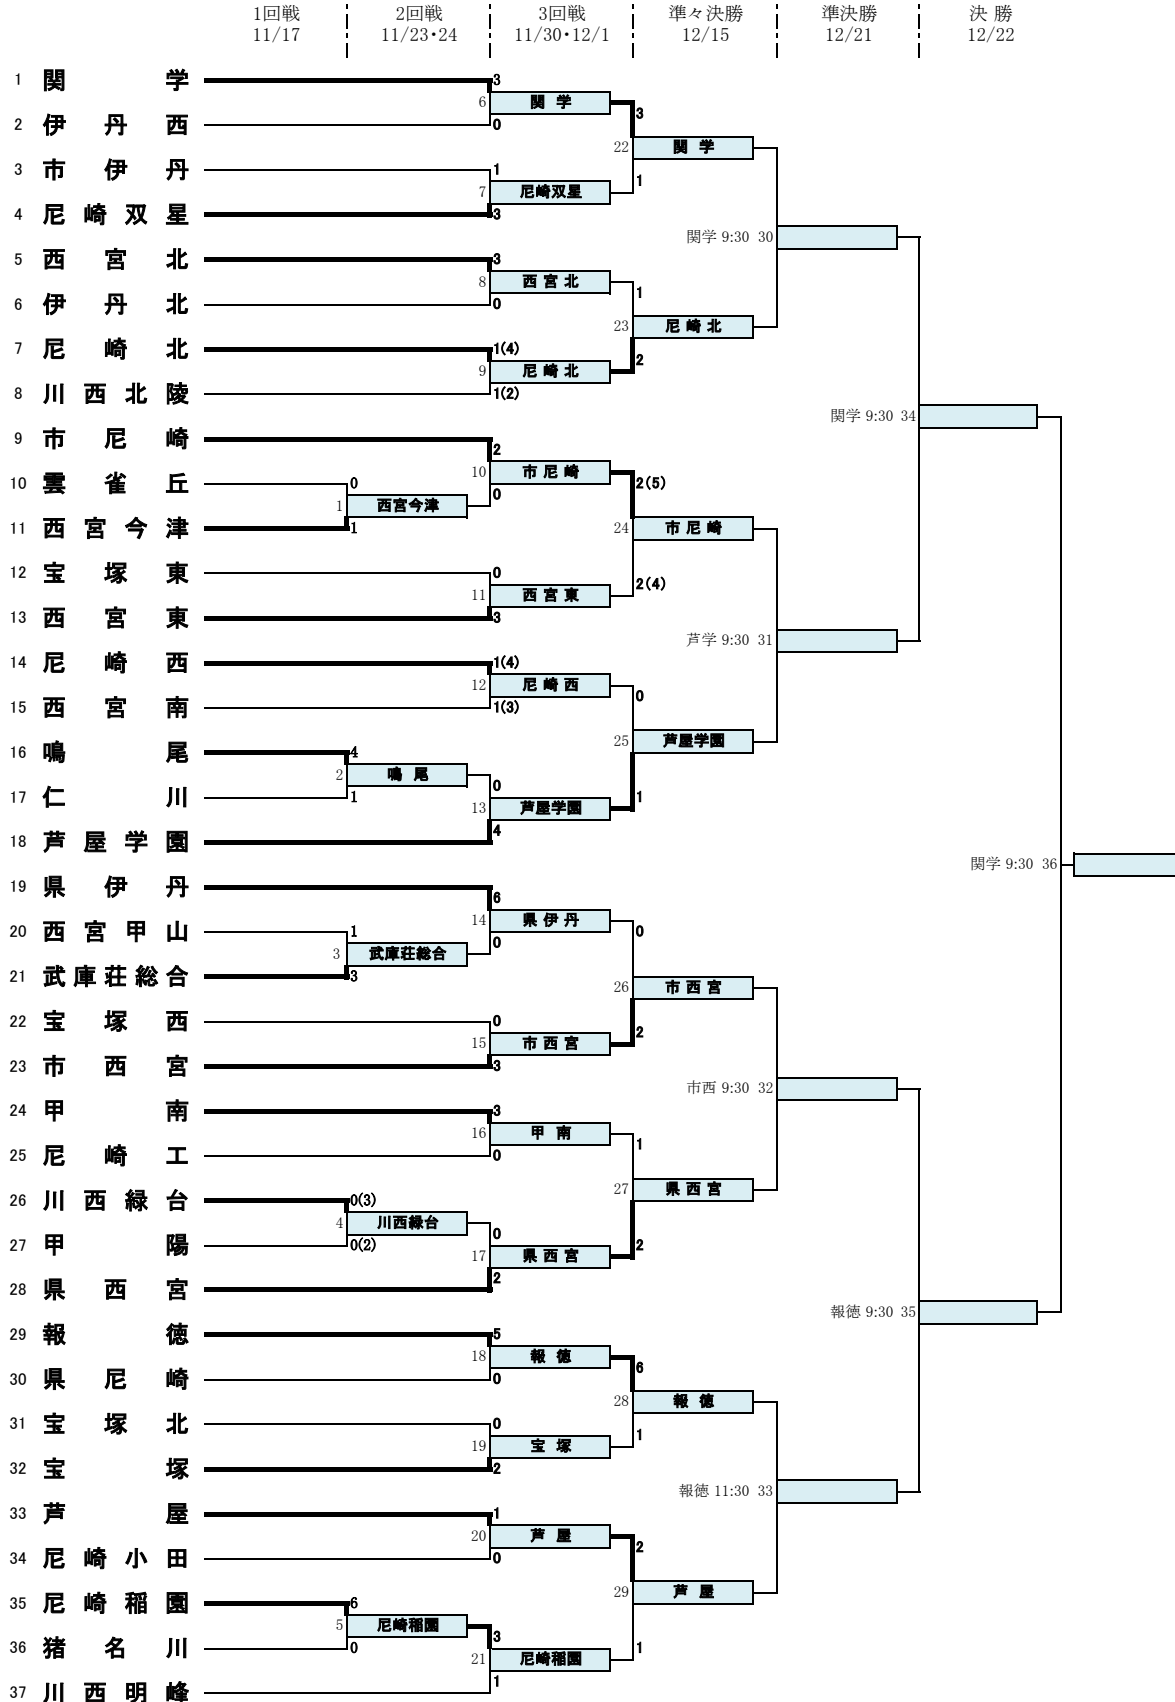 1回戦 2回戦 3回戦 準々決勝 準決勝 決 勝
11/17 11/23・24 11/30・12/1 12/15 12/21 12/22
1 関 学 3
6 関 学 3
2 伊 丹 西 0
22 関 学
3 市 伊 丹 1
7 尼崎双星 1
4 尼 崎 双 星 3
関学 9:30 30
5 西 宮 北 3
8 西 宮 北 1
6 伊 丹 北 0
23 尼 崎 北
7 尼 崎 北 1(4)
9 尼 崎 北 2
8 川 西 北 陵 1(2)
関学 9:30 34
9 市 尼 崎 2
10 市 尼 崎 2(5)
10 雲 雀 丘 0
1 西宮今津 0
11 西 宮 今 津 1
24 市 尼 崎
12 宝 塚 東 0
11 西 宮 東 2(4)
13 西 宮 東 3
芦学 9:30 31
14 尼 崎 西 1(4)
12 尼 崎 西 0
15 西 宮 南 1(3)
25 芦屋学園
16 鳴 尾 4
2 鳴 尾 0
17 仁 川 1
13 芦屋学園 1
18 芦 屋 学 園 4
関学 9:30 36
19 県 伊 丹 6
14 県 伊 丹 0
20 西 宮 甲 山 1
3 武庫荘総合 0
21 武 庫 荘 総 合 3
26 市 西 宮
22 宝 塚 西 0
15 市 西 宮 2
23 市 西 宮 3
市西 9:30 32
24 甲 南 3
16 甲 南 1
25 尼 崎 工 0
27 県 西 宮
26 川 西 緑 台 0(3)
4 川西緑台 0
27 甲 陽 0(2)
17 県 西 宮 2
28 県 西 宮 2
報徳 9:30 35
29 報 徳 5
18 報 徳 6
30 県 尼 崎 0
28 報 徳
31 宝 塚 北 0
19 宝 塚 1
32 宝 塚 2
報徳 11:30 33
33 芦 屋 1
20 芦 屋 2
34 尼 崎 小 田 0
29 芦 屋
35 尼 崎 稲 園 6
5 尼崎稲園 3
36 猪 名 川 0
21 尼崎稲園 1
37 川 西 明 峰 1